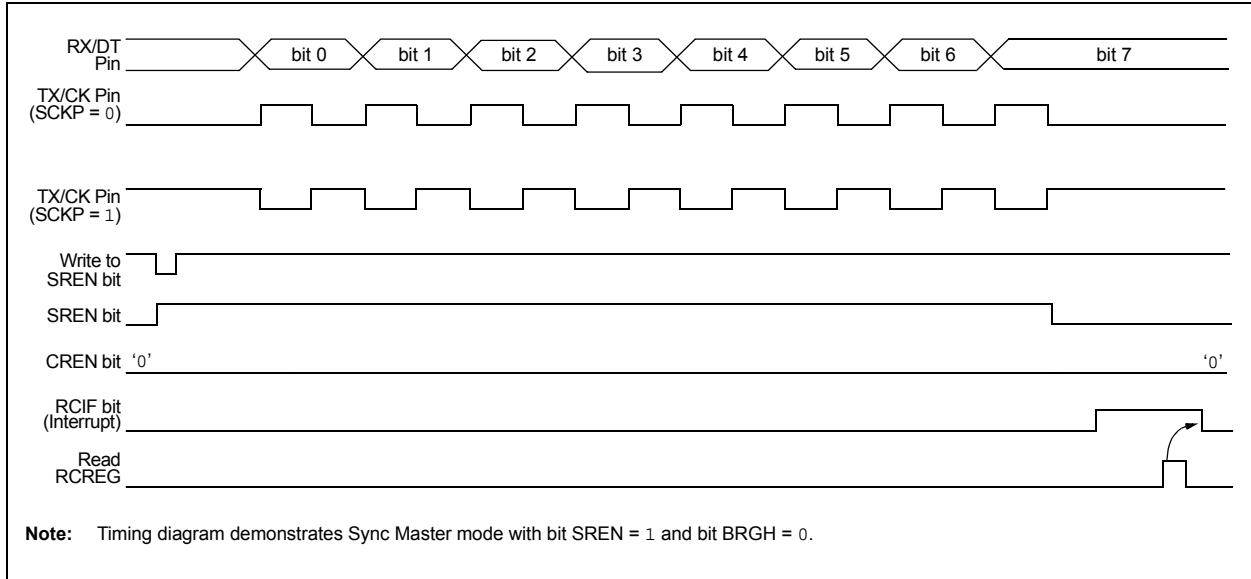 RX/DT
Pin
bit 0 bit 1 bit 2 bit 3 bit 4 bit 5 bit 6 bit 7
TX/CK Pin
(SCKP = 0)
TX/CK Pin
(SCKP = 1)
Write to
SREN bit
SREN bit
CREN bit ‘0’ ‘0’
RCIF bit
(Interrupt)
Read
RCREG
Note: Timing diagram demonstrates Sync Master mode with bit SREN = 1 and bit BRGH = 0.